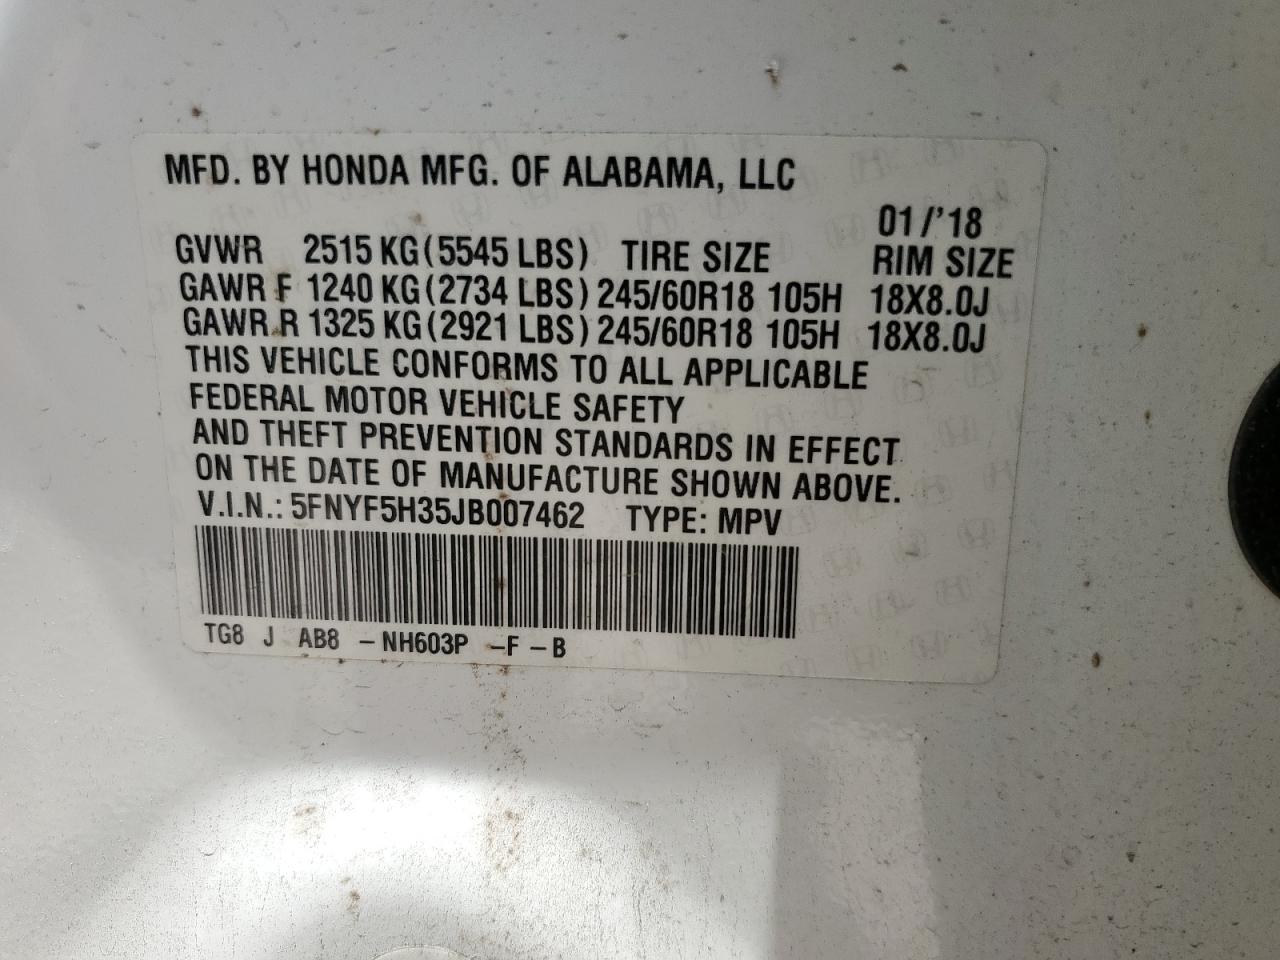 MFD. BY HONDA MFG. OF ALABAMA, LLC
01/'18
GVWR 2515 KG (5545 LBS) TIRE SIZE RIM SIZE
GAWR F 1240 KG (2734 LBS) 245/60R18 105H 18X8.0J
GAWR R 1325 KG (2921 LBS) 245/60R18 105H 18X8.0J
THIS VEHICLE CONFORMS TO ALL APPLICABLE
FEDERAL MOTOR VEHICLE SAFETY
AND THEFT PREVENTION STANDARDS IN EFFECT
ON THE DATE OF MANUFACTURE SHOWN ABOVE.
V.I.N.: 5FNYF5H35JB007462 TYPE: MPV
TG8 J AB8 -NH603P -F -B